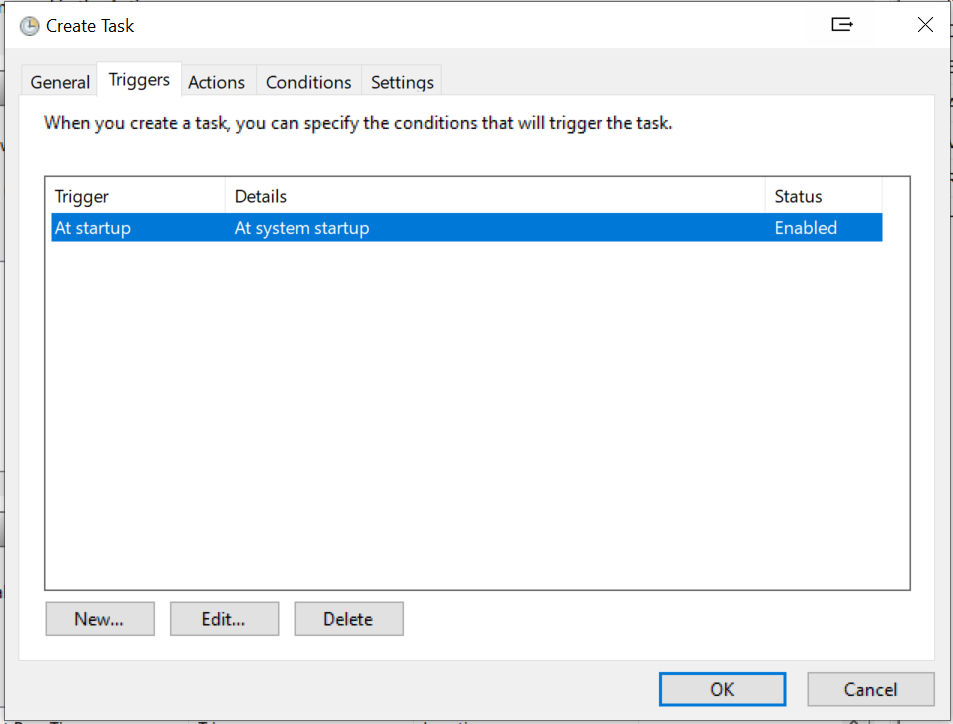 Create Task
General Triggers Actions Conditions Settings
When you create a task, you can specify the conditions that will trigger the task.
Trigger Details Status
At startup At system startup Enabled
New... Edit... Delete
OK Cancel